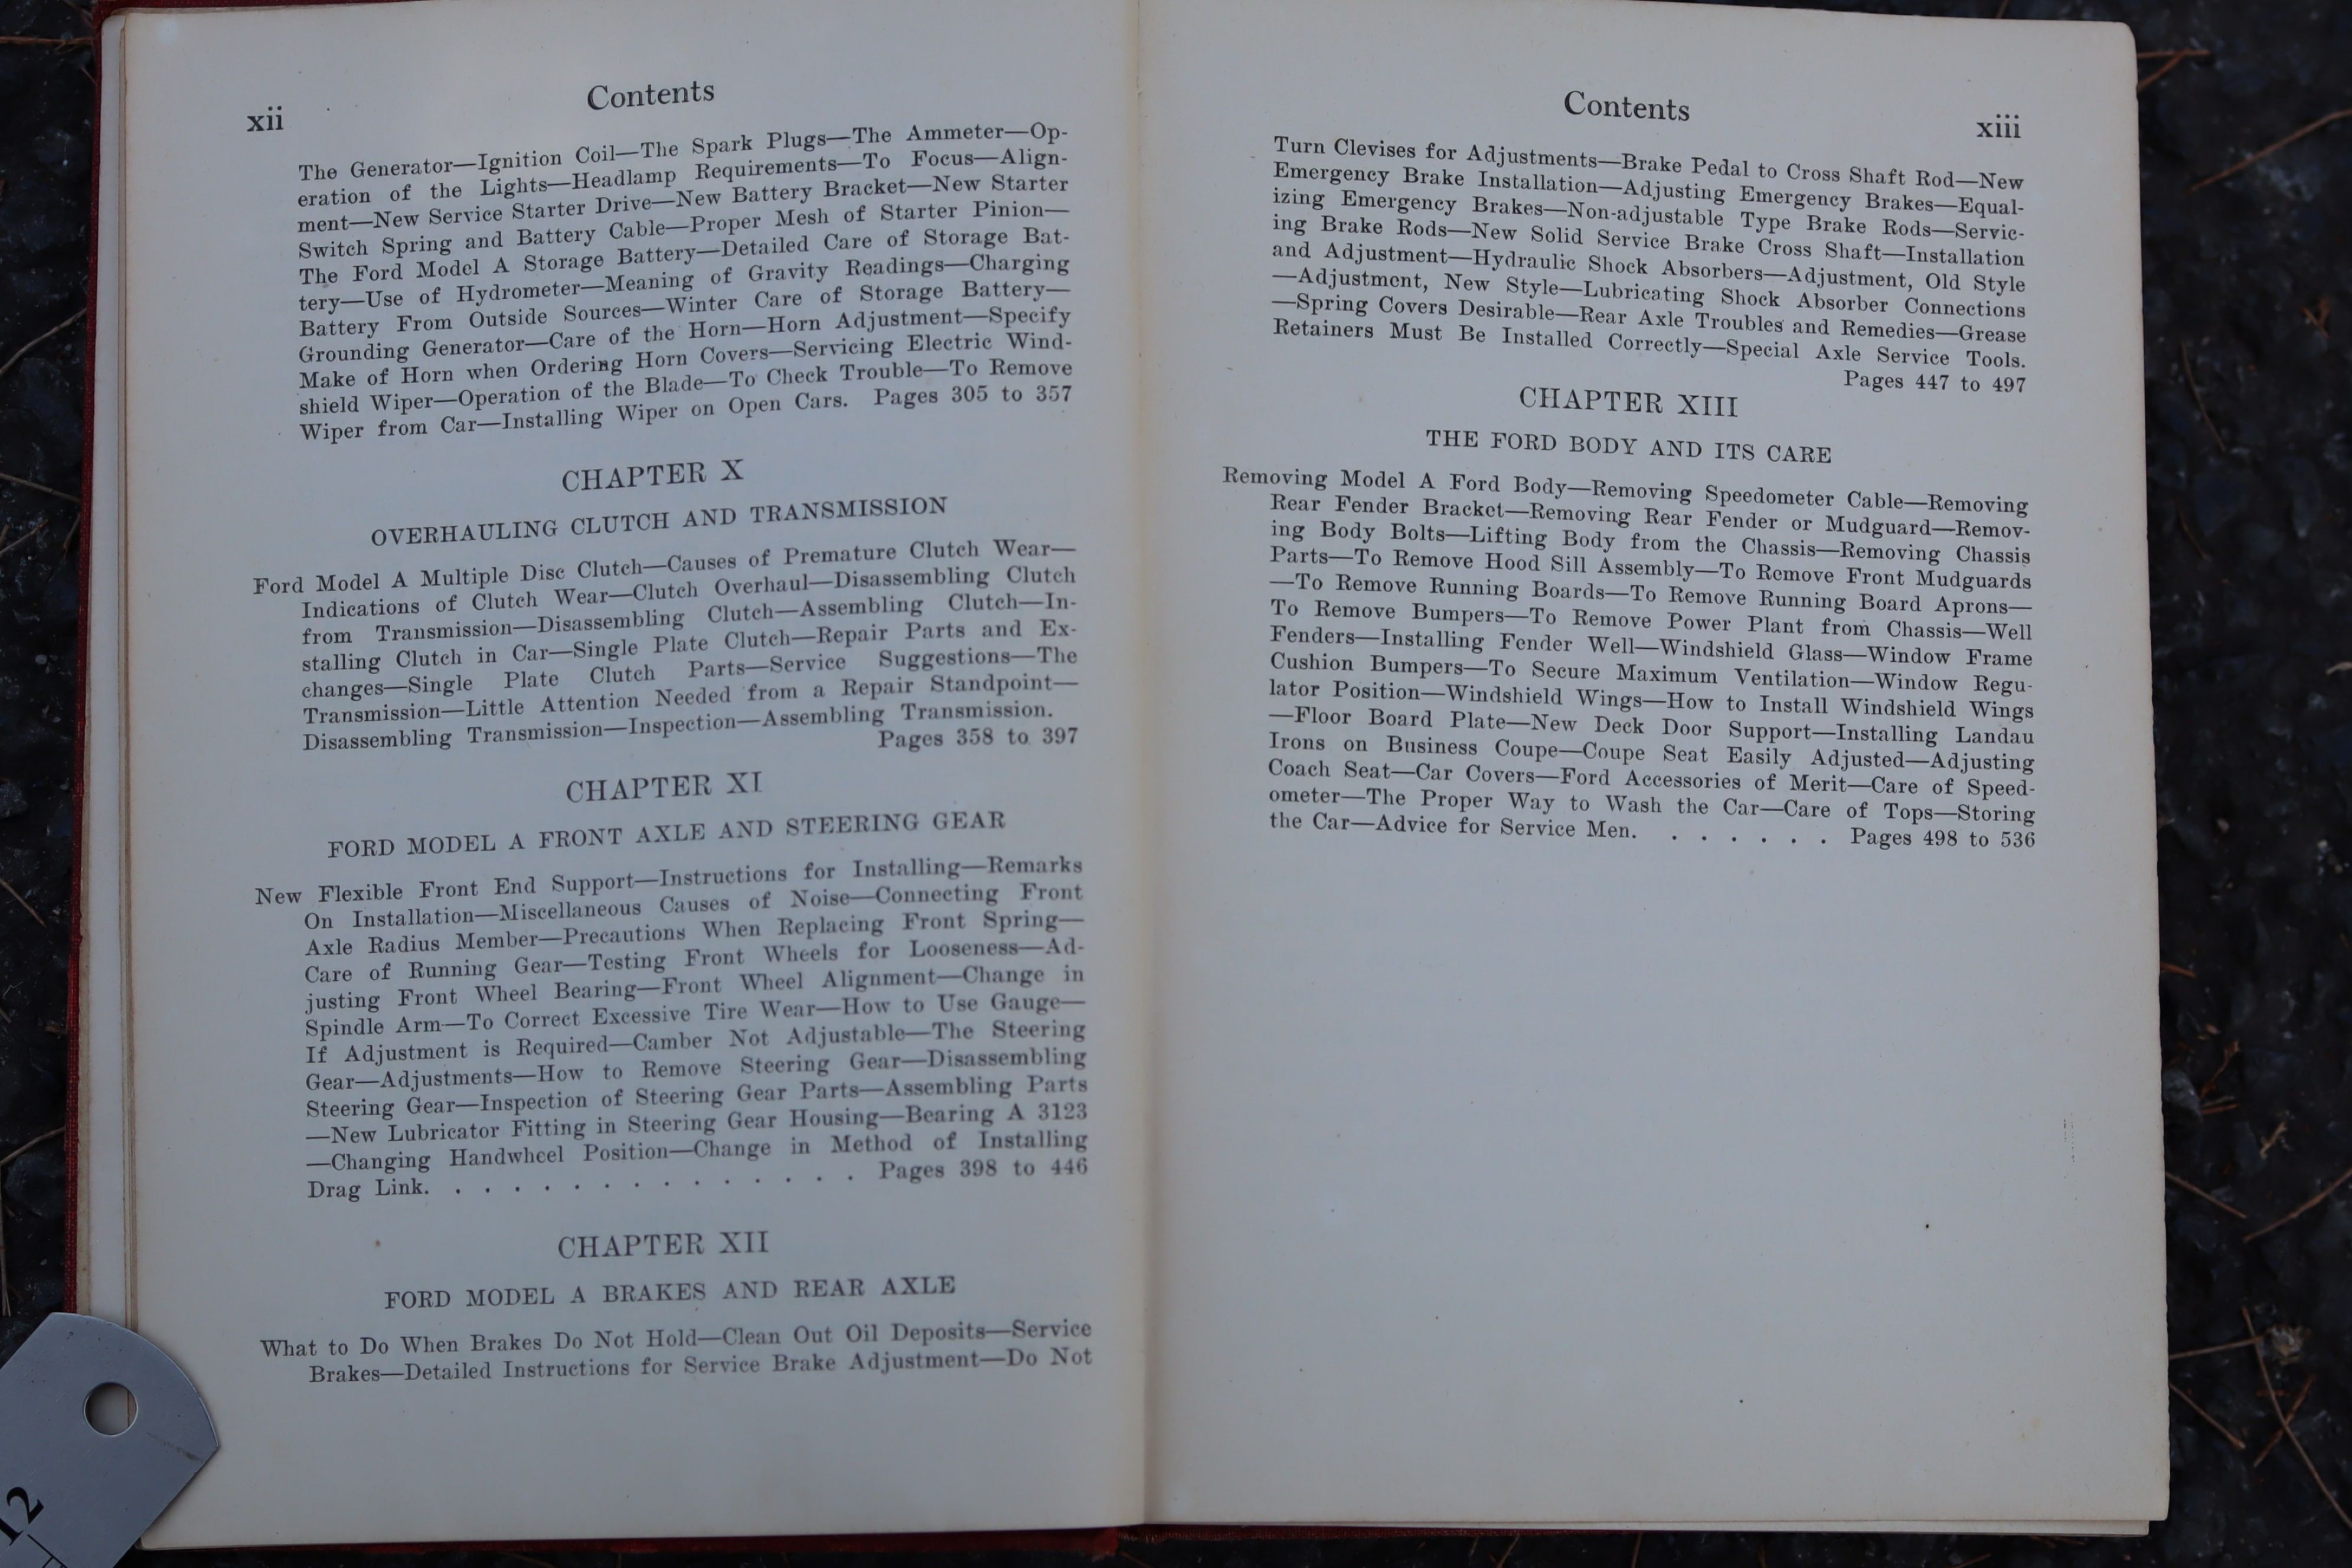 xii
Contents
The Generator—Ignition Coil—The Spark Plugs—The Ammeter—Op-
eration of the Lights—Headlamp Requirements—To Focus—Align-
ment—New Service Starter Drive—New Battery Bracket—New Starter
Switch Spring and Battery Cable—Proper Mesh of Starter Pinion—
The Ford Model A Storage Battery—Detailed Care of Storage Bat-
tery—Use of Hydrometer—Meaning of Gravity Readings—Charging
Battery From Outside Sources—Winter Care of Storage Battery—
Grounding Generator—Care of the Horn—Horn Adjustment—Specify
Make of Horn when Ordering Horn Covers—Servicing Electric Wind-
shield Wiper—Operation of the Blade—To Check Trouble—To Remove
Wiper from Car—Installing Wiper on Open Cars. Pages 305 to 357
CHAPTER X
OVERHAULING CLUTCH AND TRANSMISSION
Ford Model A Multiple Disc Clutch—Causes of Premature Clutch Wear—
Indications of Clutch Wear—Clutch Overhaul—Disassembling Clutch
from Transmission—Disassembling Clutch—Assembling Clutch—In-
stalling Clutch in Car—Single Plate Clutch—Repair Parts and Ex-
changes—Single Plate Clutch Parts—Service Suggestions—The
Transmission—Little Attention Needed from a Repair Standpoint—
Disassembling Transmission—Inspection—Assembling Transmission.
Pages 358 to 397
CHAPTER XI
FORD MODEL A FRONT AXLE AND STEERING GEAR
New Flexible Front End Support—Instructions for Installing—Remarks
On Installation—Miscellaneous Causes of Noise—Connecting Front
Axle Radius Member—Precautions When Replacing Front Spring—
Care of Running Gear—Testing Front Wheels for Looseness—Ad-
justing Front Wheel Bearing—Front Wheel Alignment—Change in
Spindle Arm—To Correct Excessive Tire Wear—How to Use Gauge—
If Adjustment is Required—Camber Not Adjustable—The Steering
Gear—Adjustments—How to Remove Steering Gear—Disassembling
Steering Gear—Inspection of Steering Gear Parts—Assembling Parts
—New Lubricator Fitting in Steering Gear Housing—Bearing A 3123
—Changing Handwheel Position—Change in Method of Installing
Drag Link. . . . . . . . . . . . . . . . Pages 398 to 446
CHAPTER XII
FORD MODEL A BRAKES AND REAR AXLE
What to Do When Brakes Do Not Hold—Clean Out Oil Deposits—Service
Brakes—Detailed Instructions for Service Brake Adjustment—Do Not
12
Contents
xiii
Turn Clevises for Adjustments—Brake Pedal to Cross Shaft Rod—New
Emergency Brake Installation—Adjusting Emergency Brakes—Equal-
izing Emergency Brakes—Non-adjustable Type Brake Rods—Servic-
ing Brake Rods—New Solid Service Brake Cross Shaft—Installation
and Adjustment—Hydraulic Shock Absorbers—Adjustment, Old Style
—Adjustment, New Style—Lubricating Shock Absorber Connections
—Spring Covers Desirable—Rear Axle Troubles and Remedies—Grease
Retainers Must Be Installed Correctly—Special Axle Service Tools.
Pages 447 to 497
CHAPTER XIII
THE FORD BODY AND ITS CARE
Removing Model A Ford Body—Removing Speedometer Cable—Removing
Rear Fender Bracket—Removing Rear Fender or Mudguard—Remov-
ing Body Bolts—Lifting Body from the Chassis—Removing Chassis
Parts—To Remove Hood Sill Assembly—To Remove Front Mudguards
—To Remove Running Boards—To Remove Running Board Aprons—
To Remove Bumpers—To Remove Power Plant from Chassis—Well
Fenders—Installing Fender Well—Windshield Glass—Window Frame
Cushion Bumpers—To Secure Maximum Ventilation—Window Regu-
lator Position—Windshield Wings—How to Install Windshield Wings
—Floor Board Plate—New Deck Door Support—Installing Landau
Irons on Business Coupe—Coupe Seat Easily Adjusted—Adjusting
Coach Seat—Car Covers—Ford Accessories of Merit—Care of Speed-
ometer—The Proper Way to Wash the Car—Care of Tops—Storing
the Car—Advice for Service Men. . . . . . . Pages 498 to 536